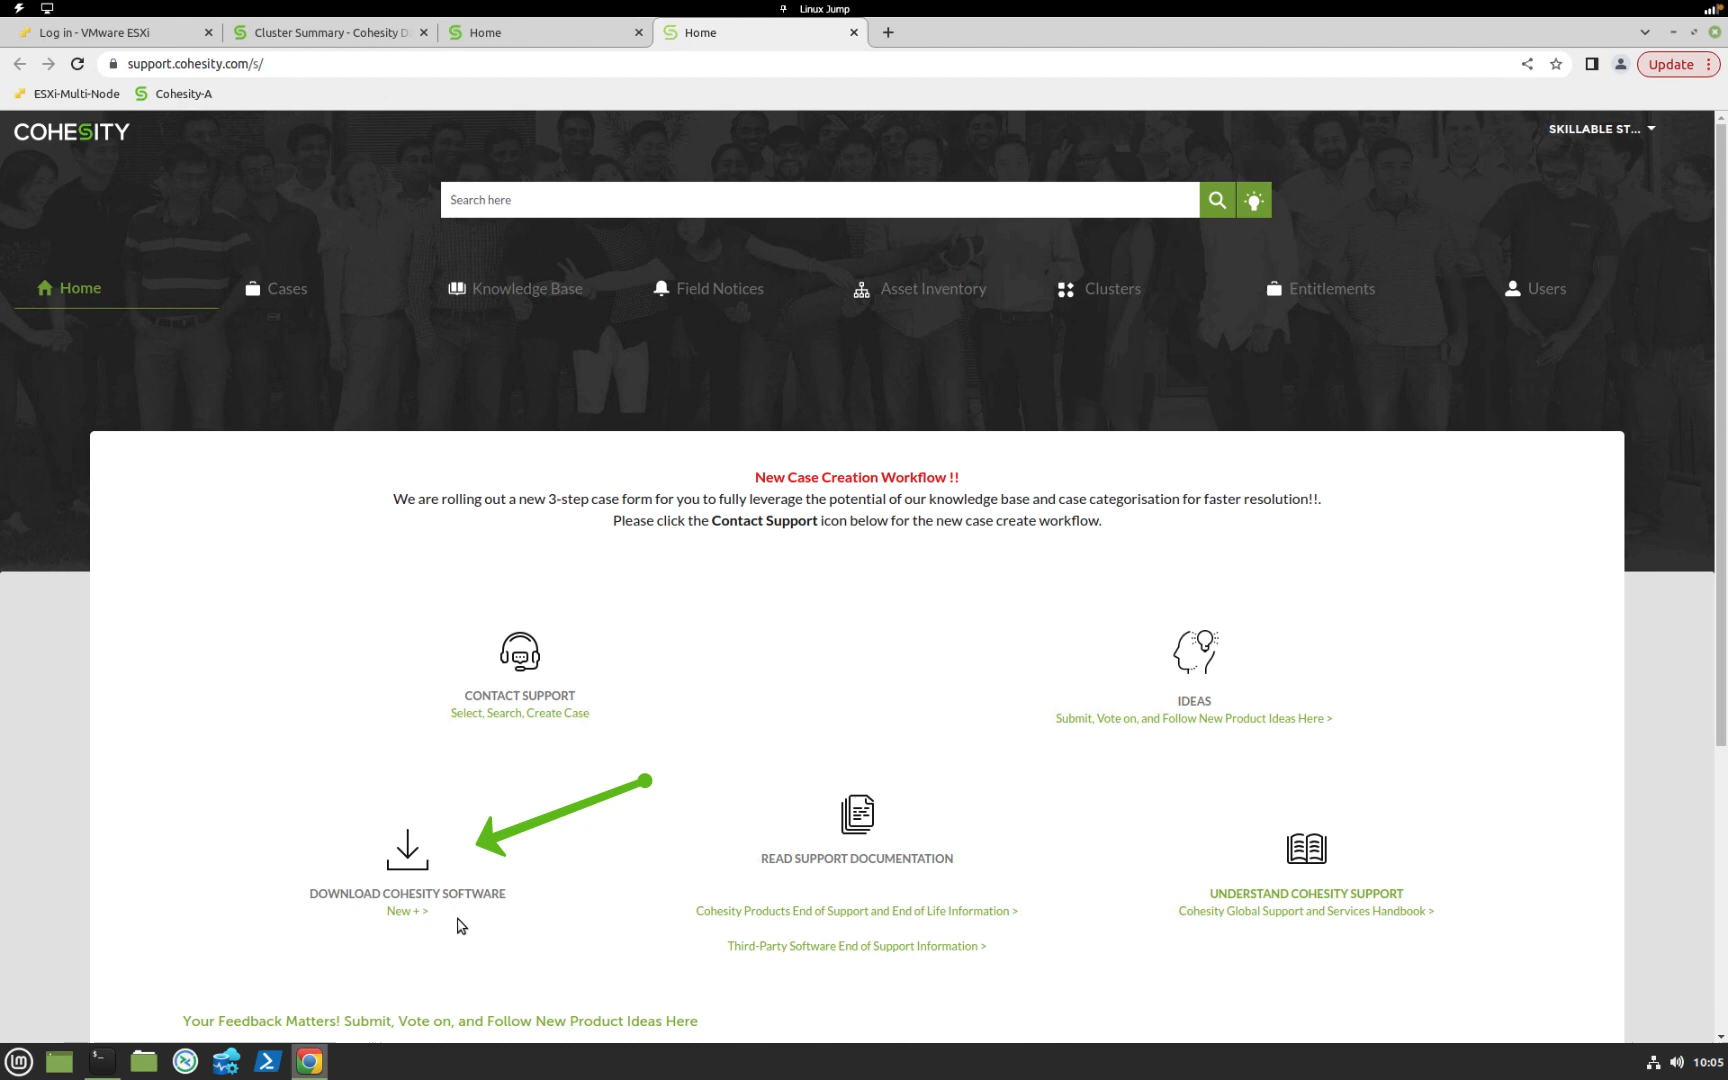 Linux Jump
Log in - VMware ESXi
Cluster Summary - Cohesity D
Home
Home
support.cohesity.com/s/
Update
ESXi-Multi-Node
Cohesity-A
COHESITY
SKILLABLE ST...
Search here
Home
Cases
Knowledge Base
Field Notices
Asset Inventory
Clusters
Entitlements
Users
New Case Creation Workflow !!
We are rolling out a new 3-step case form for you to fully leverage the potential of our knowledge base and case categorisation for faster resolution!!.
Please click the Contact Support icon below for the new case create workflow.
CONTACT SUPPORT
Select, Search, Create Case
IDEAS
Submit, Vote on, and Follow New Product Ideas Here >
DOWNLOAD COHESITY SOFTWARE
New + >
READ SUPPORT DOCUMENTATION
Cohesity Products End of Support and End of Life Information >
Third-Party Software End of Support Information >
UNDERSTAND COHESITY SUPPORT
Cohesity Global Support and Services Handbook >
Your Feedback Matters! Submit, Vote on, and Follow New Product Ideas Here
10:05